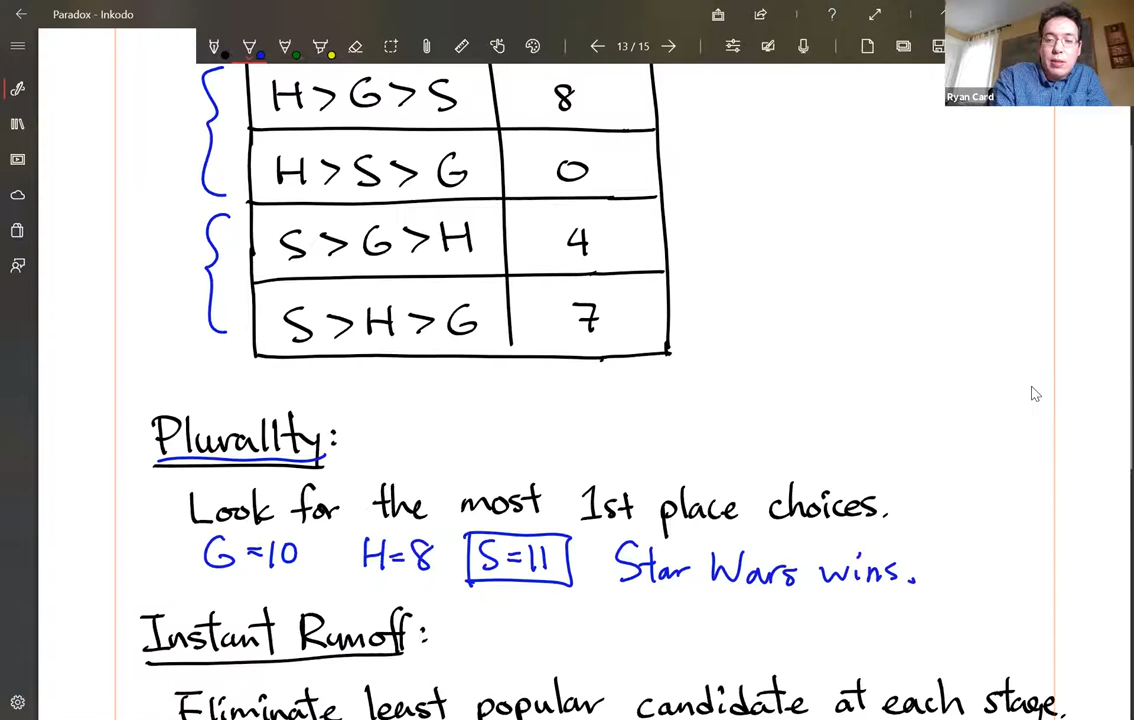 Paradox - Inkodo
13 / 15
Ryan Card
H > G > S 8
H > S > G 0
S > G > H 4
S > H > G 7
Plurallty:
Look for the most 1st place choices.
G = 10 H = 8 S = 11 Star Wars wins.
Instant Runoff:
Eliminate least popular candidate at each stage.